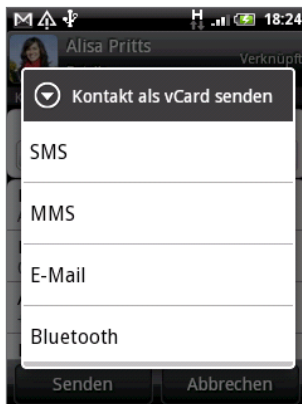 H 18:24
Alisa Pritts
Verknüpft
Kontakt als vCard senden
SMS
MMS
E-Mail
Bluetooth
Senden Abbrechen